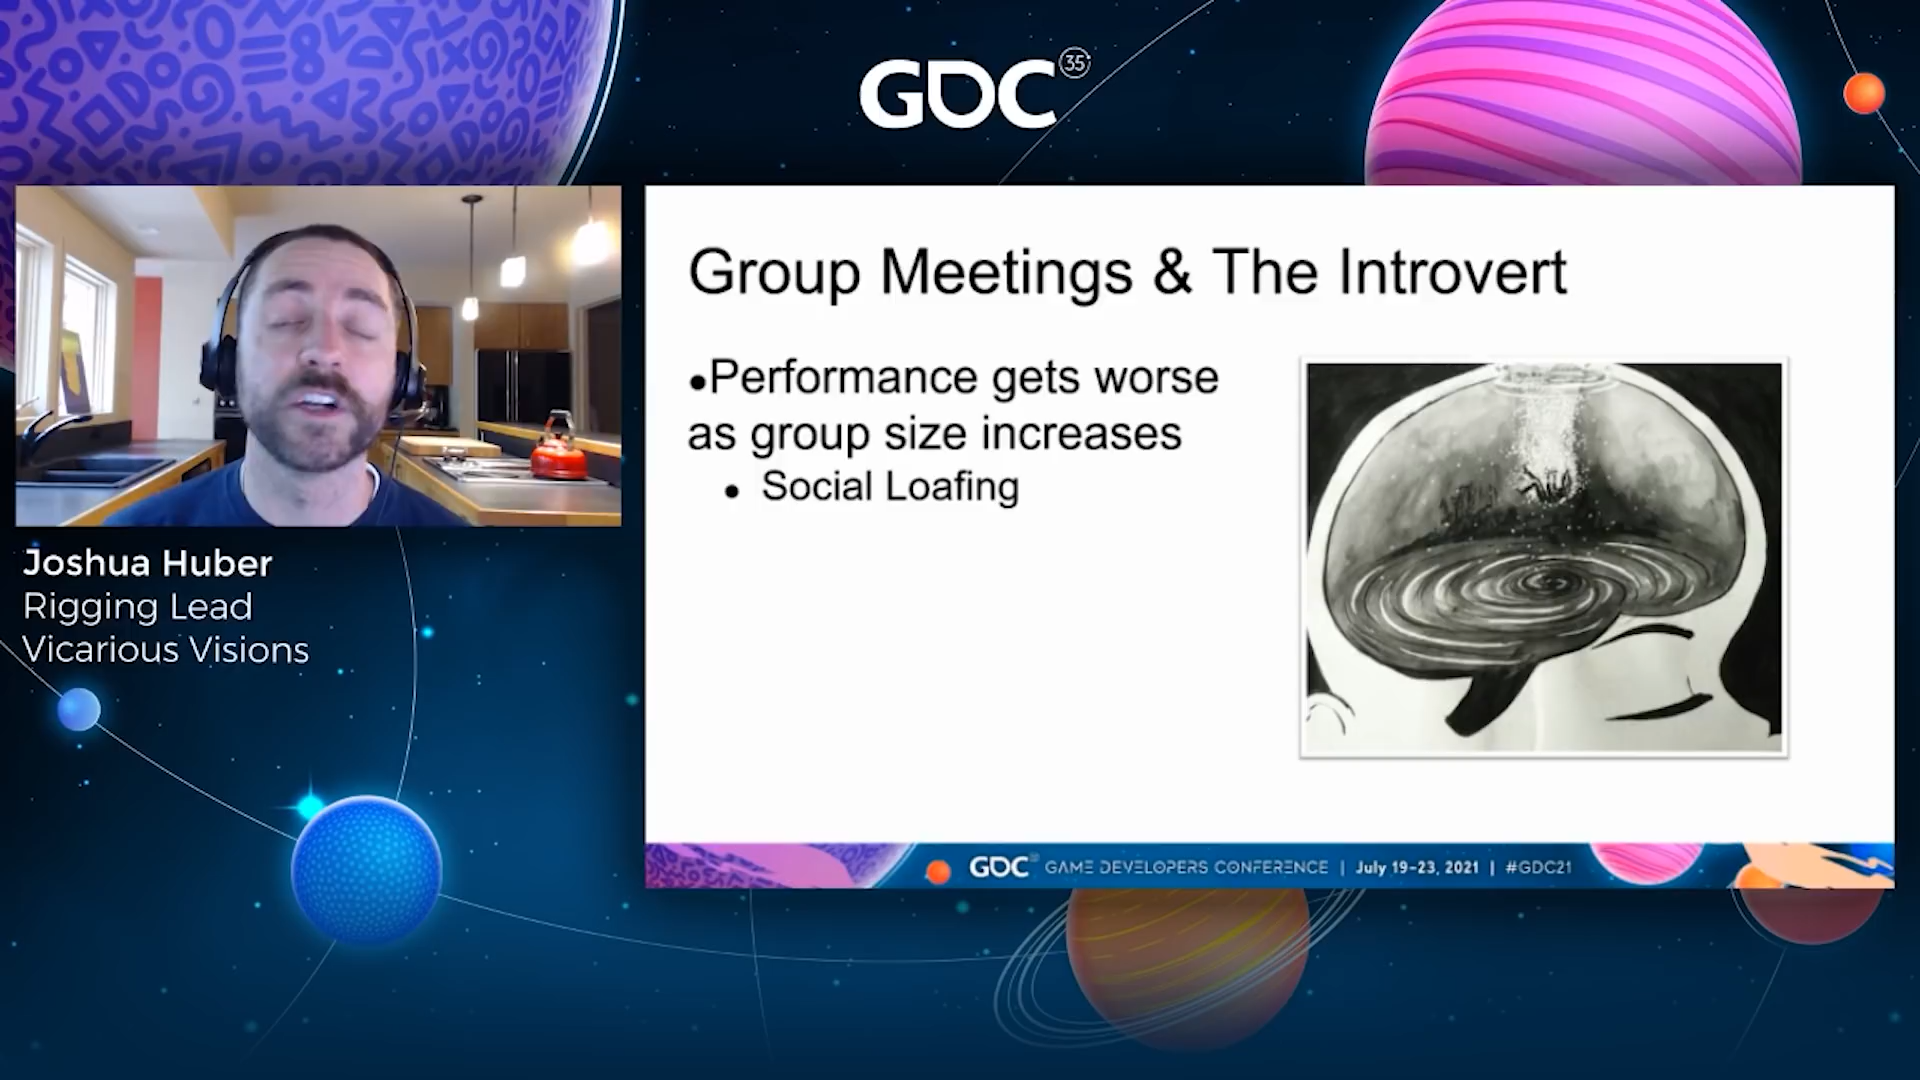 GDC 35
Joshua Huber
Rigging Lead
Vicarious Visions
Group Meetings & The Introvert
•Performance gets worse
as group size increases
• Social Loafing
GDC GAME DEVELOPERS CONFERENCE | July 19-23, 2021 | #GDC21